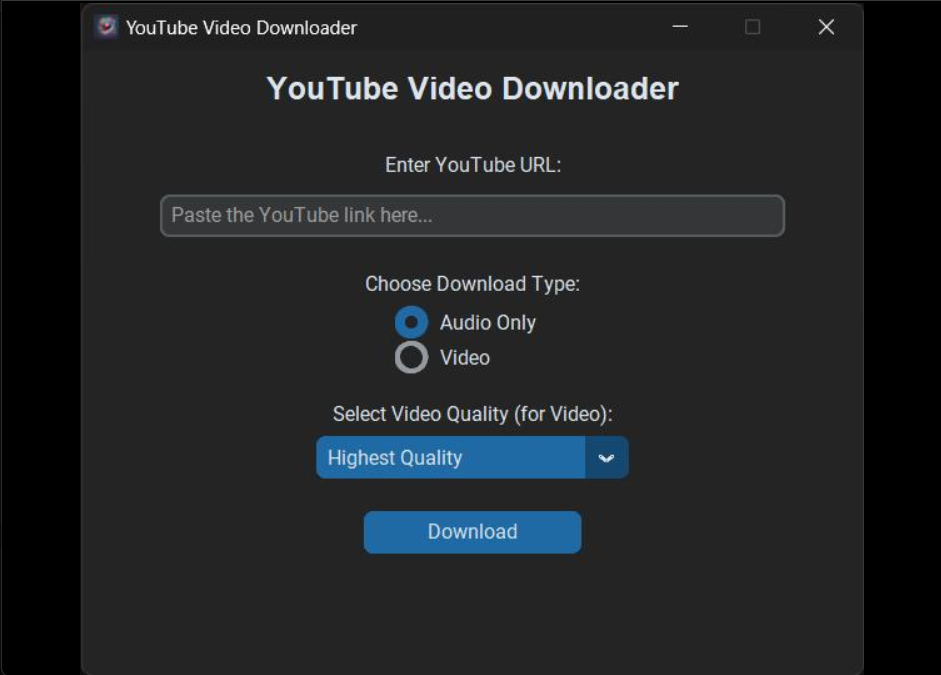 YouTube Video Downloader
YouTube Video Downloader
Enter YouTube URL:
Paste the YouTube link here...
Choose Download Type:
Audio Only
Video
Select Video Quality (for Video):
Highest Quality
Download